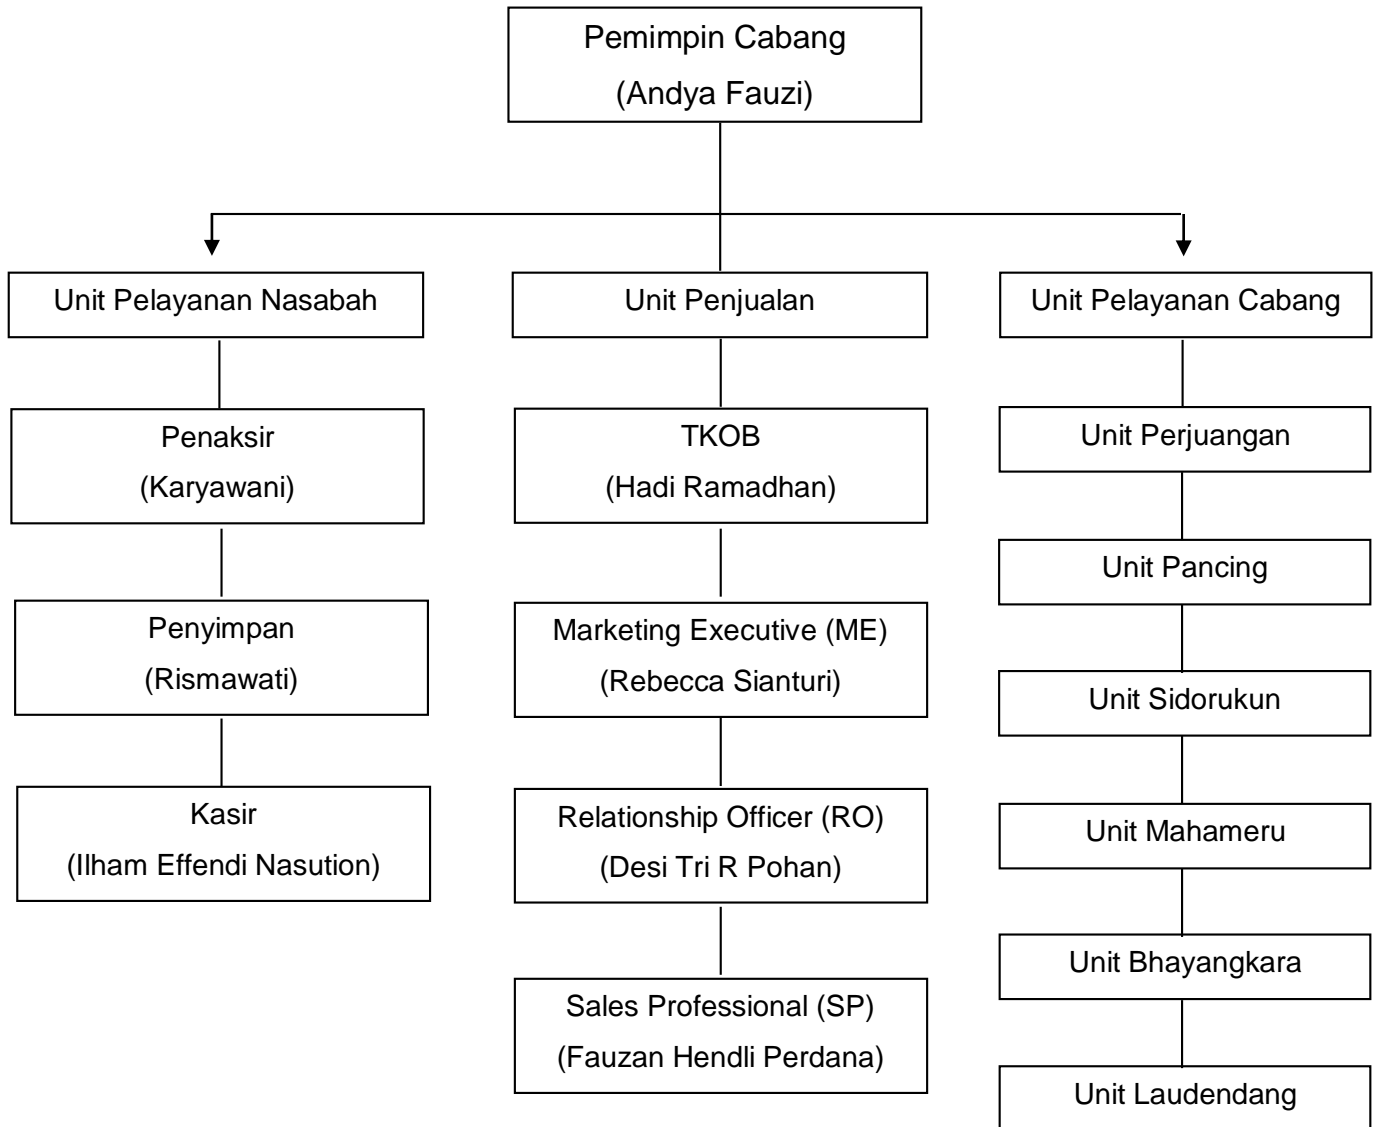 Pemimpin Cabang
(Andya Fauzi)
Unit Pelayanan Nasabah
Unit Penjualan
Unit Pelayanan Cabang
Penaksir
(Karyawani)
Penyimpan
(Rismawati)
Kasir
(Ilham Effendi Nasution)
TKOB
(Hadi Ramadhan)
Marketing Executive (ME)
(Rebecca Sianturi)
Relationship Officer (RO)
(Desi Tri R Pohan)
Sales Professional (SP)
(Fauzan Hendli Perdana)
Unit Perjuangan
Unit Pancing
Unit Sidorukun
Unit Mahameru
Unit Bhayangkara
Unit Laudendang